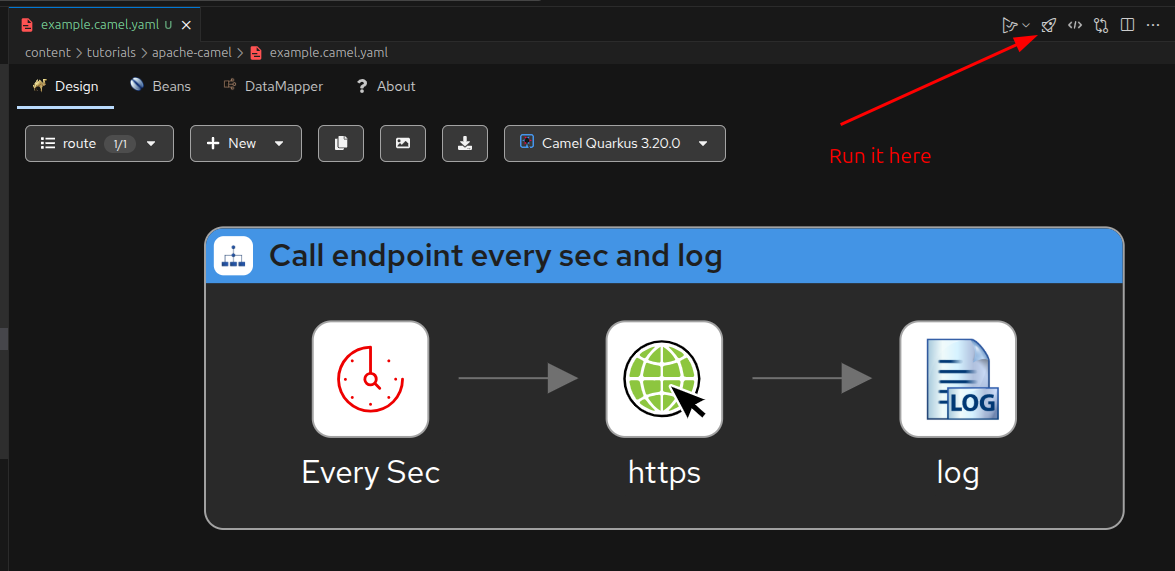 example.camel.yaml U
content > tutorials > apache-camel > example.camel.yaml
Design Beans DataMapper ? About
route 1/1 + New Camel Quarkus 3.20.0
Run it here
Call endpoint every sec and log
LOG
Every Sec https log